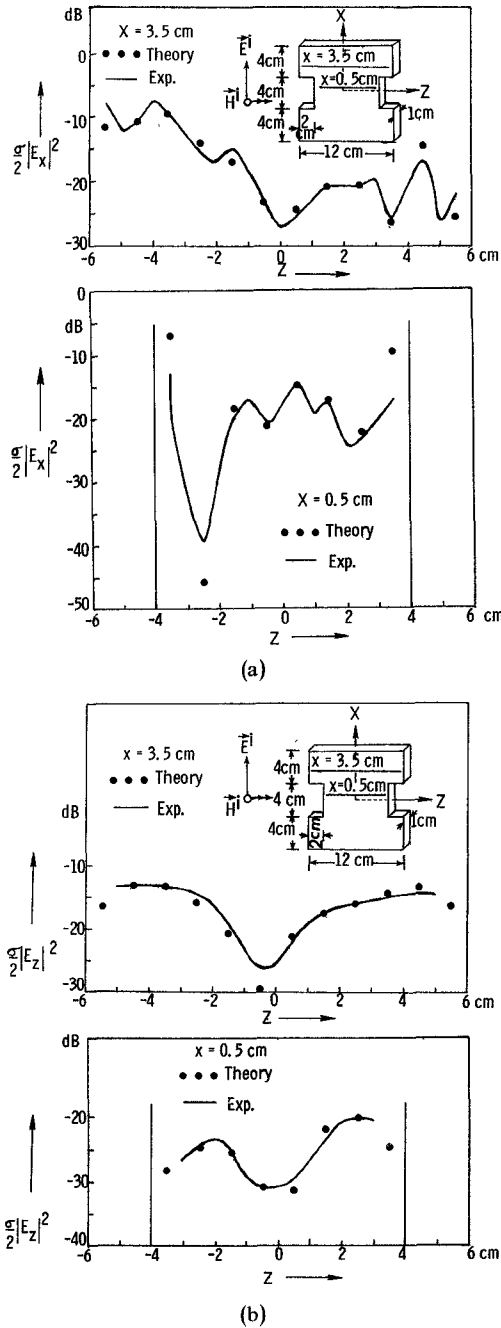 X
X = 3.5 cm
● ● ● Theory
— Exp.
E⃗ⁱ
H⃗ⁱ
4cm
4cm
4cm
X = 3.5 cm
x=0.5cm
Z
2 cm
1cm
12 cm
σ/2|Eₓ|²
0
dB
-10
-20
-30
-6 -4 -2 0 2 4 6 cm
Z
0
dB
-10
-20
-30
-40
-50
σ/2|Eₓ|²
X = 0.5 cm
● ● ● Theory
— Exp.
-6 -4 -2 0 2 4 6 cm
Z
(a)
X
x = 3.5 cm
● ● ● Theory
— Exp.
E⃗ⁱ
H⃗ⁱ
4cm
4 cm
4cm
x = 3.5cm
x=0.5cm
Z
2cm
1cm
12 cm
dB
-10
-20
-30
σ/2|E_z|²
-6 -4 -2 0 2 4 6 cm
Z
dB
x = 0.5 cm
● ● ● Theory
— Exp.
-20
-30
-40
σ/2|E_z|²
-6 -4 -2 0 2 4 6 cm
Z
(b)